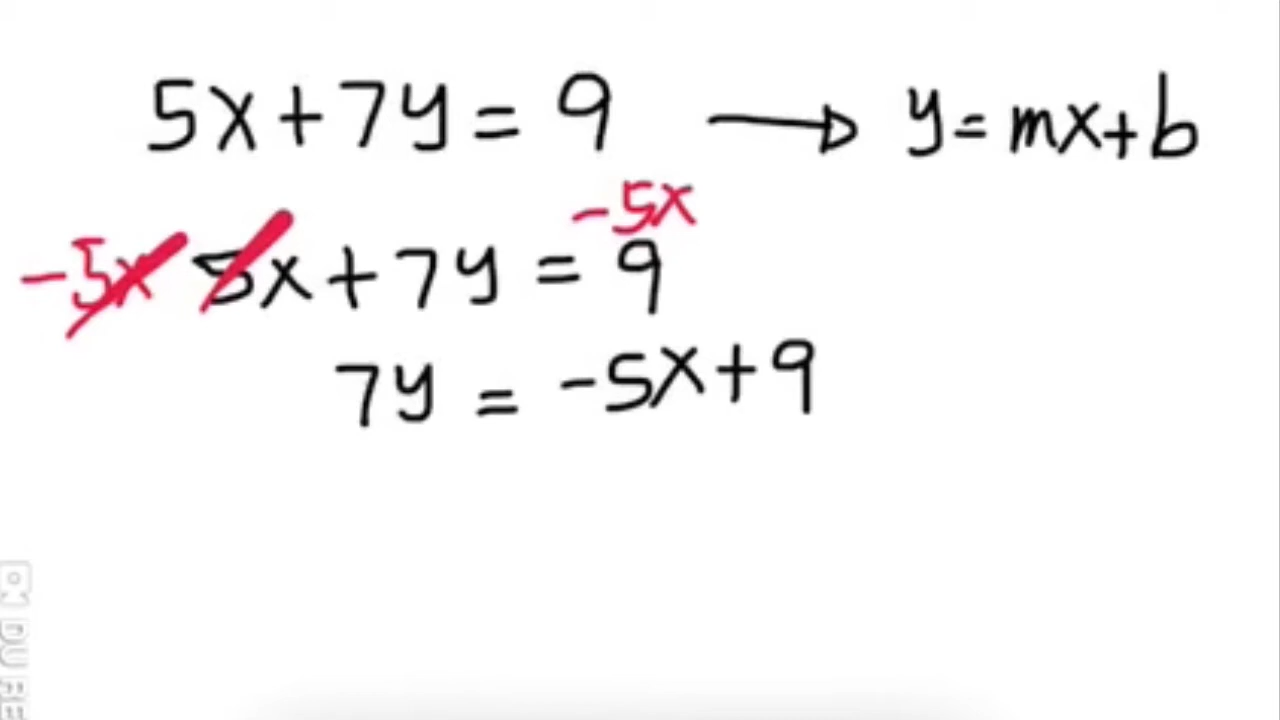 5x+7y=9 → y=mx+b
-5x
-5x 5x+7y=9
7y=-5x+9